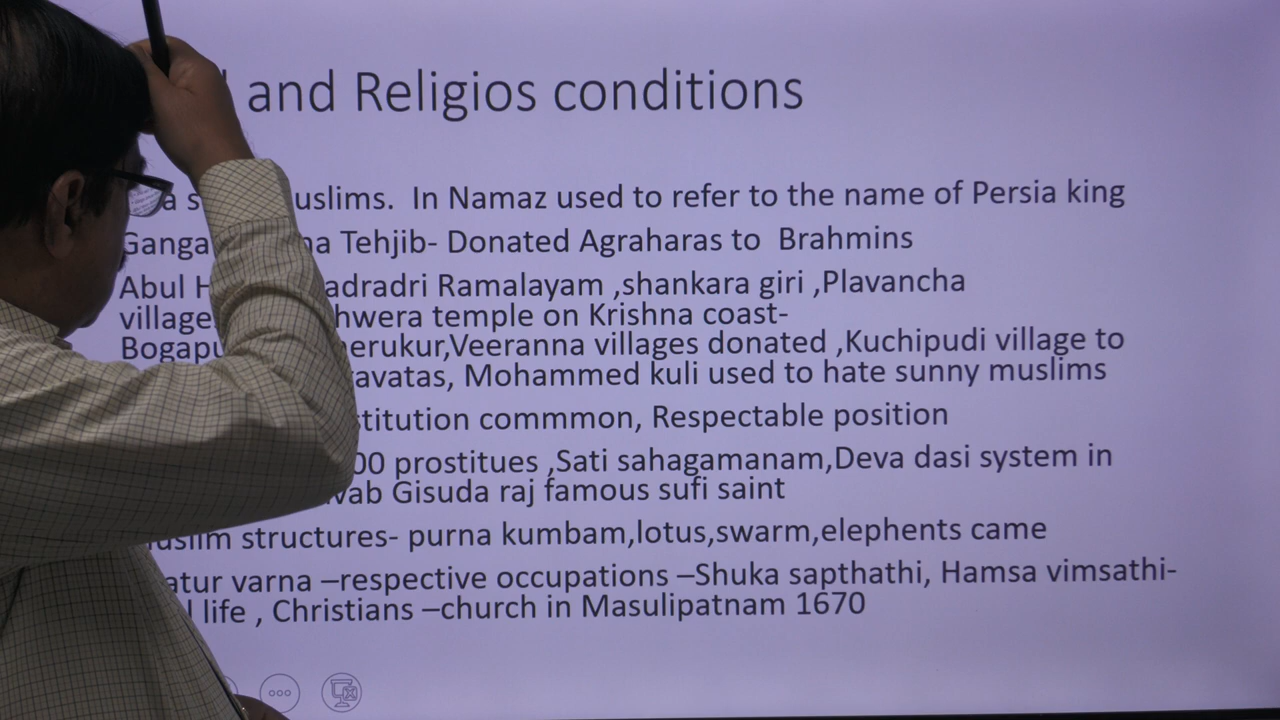 and Religios conditions
uslims. In Namaz used to refer to the name of Persia king
Ganga Tehjib- Donated Agraharas to Brahmins
Abul adradri Ramalayam ,shankara giri ,Plavancha
village hwera temple on Krishna coast-
Bogapu erukur,Veeranna villages donated ,Kuchipudi village to
avatas, Mohammed kuli used to hate sunny muslims
stitution commmon, Respectable position
00 prostitues ,Sati sahagamanam,Deva dasi system in
vab Gisuda raj famous sufi saint
uslim structures- purna kumbam,lotus,swarm,elephents came
atur varna –respective occupations –Shuka sapthathi, Hamsa vimsathi-
l life , Christians –church in Masulipatnam 1670